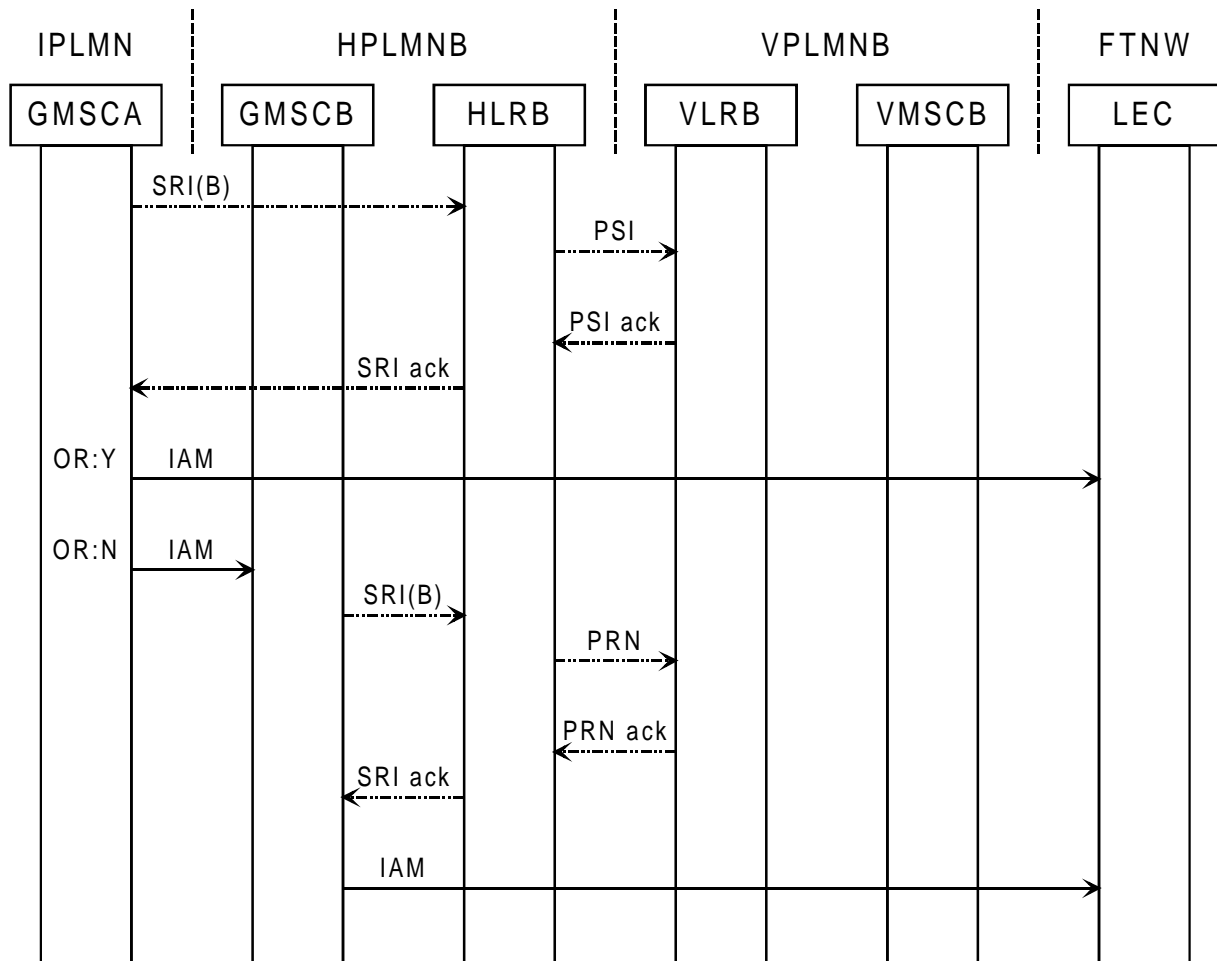 IPLMN HPLMNB VPLMNB FTNW
GMSCA GMSCB HLRB VLRB VMSCB LEC
SRI(B)
PSI
PSI ack
SRI ack
OR:Y IAM
OR:N IAM
SRI(B)
PRN
PRN ack
SRI ack
IAM